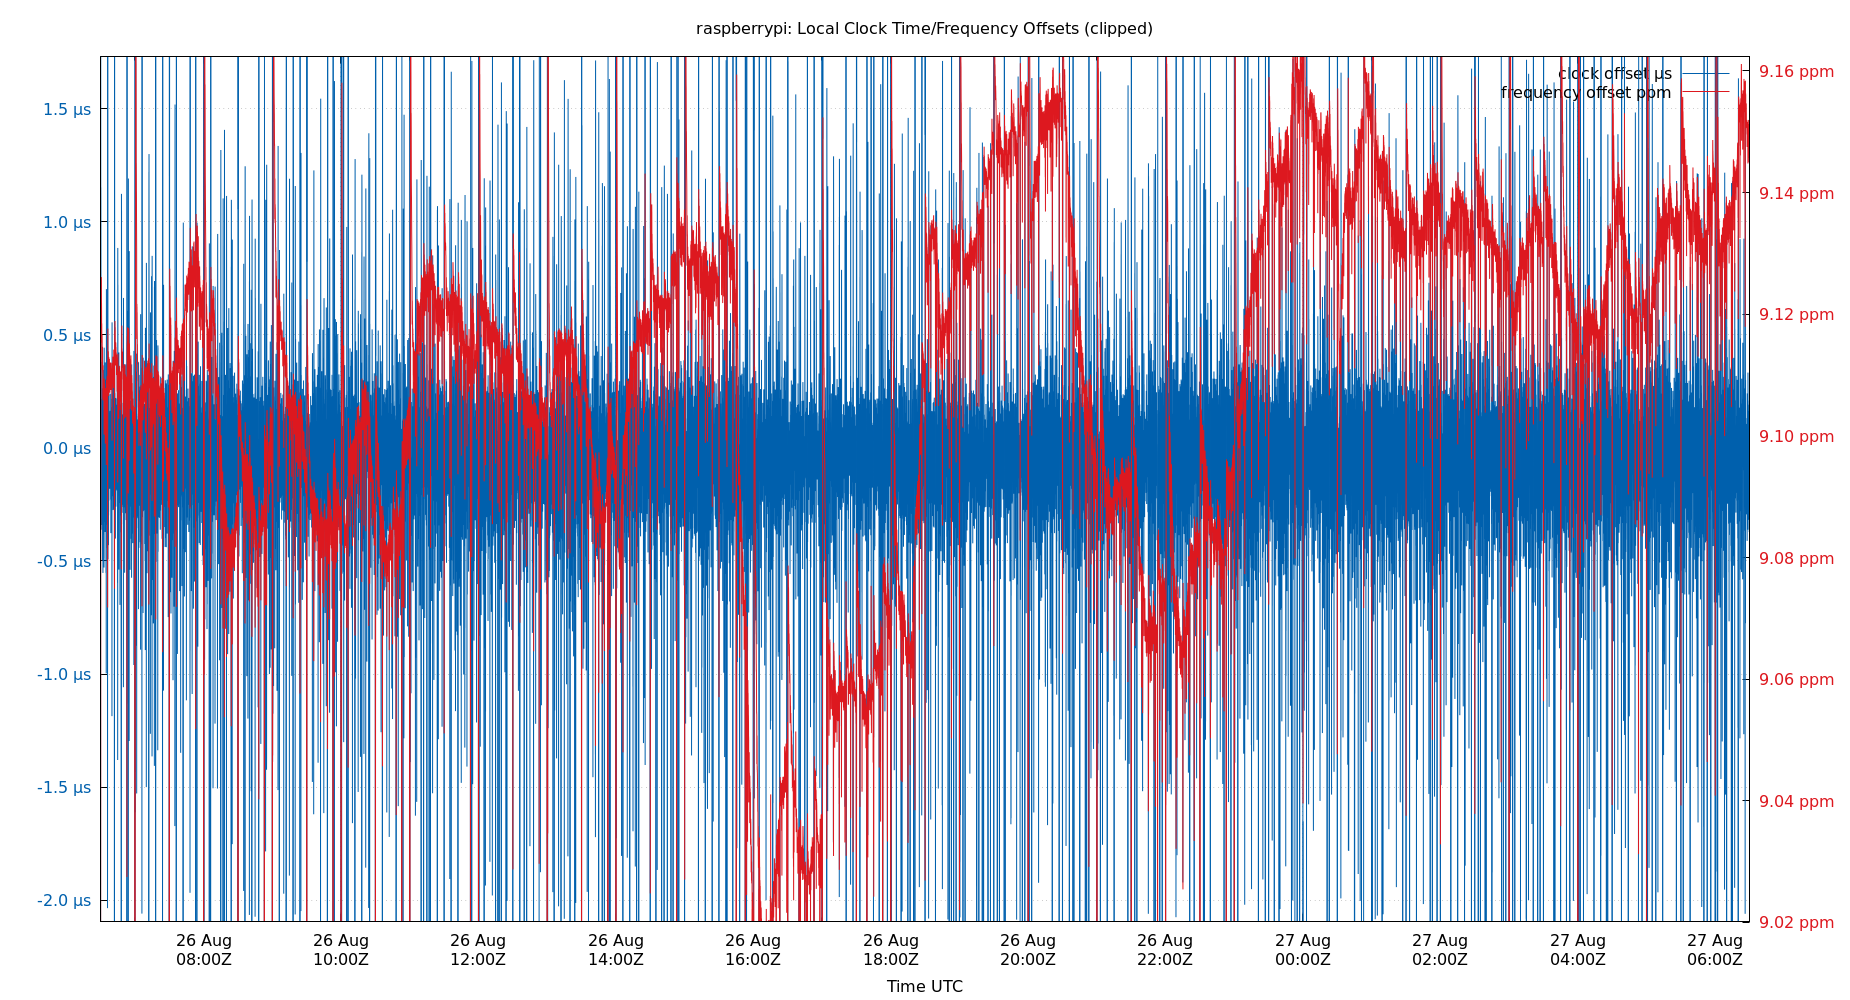 raspberrypi: Local Clock Time/Frequency Offsets (clipped)
clock offset µs
frequency offset ppm
1.5 µs
1.0 µs
0.5 µs
0.0 µs
-0.5 µs
-1.0 µs
-1.5 µs
-2.0 µs
9.16 ppm
9.14 ppm
9.12 ppm
9.10 ppm
9.08 ppm
9.06 ppm
9.04 ppm
9.02 ppm
26 Aug
08:00Z
26 Aug
10:00Z
26 Aug
12:00Z
26 Aug
14:00Z
26 Aug
16:00Z
26 Aug
18:00Z
26 Aug
20:00Z
26 Aug
22:00Z
27 Aug
00:00Z
27 Aug
02:00Z
27 Aug
04:00Z
27 Aug
06:00Z
Time UTC